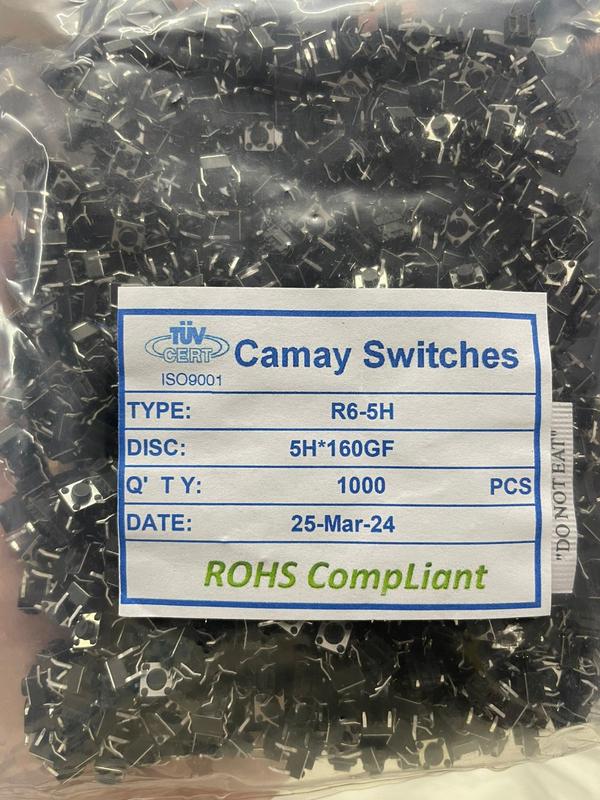 TÜV
CERT
ISO9001
Camay Switches
TYPE: R6-5H
DISC: 5H*160GF
Q' T Y: 1000 PCS
DATE: 25-Mar-24
ROHS CompLiant
"DO NOT EAT"